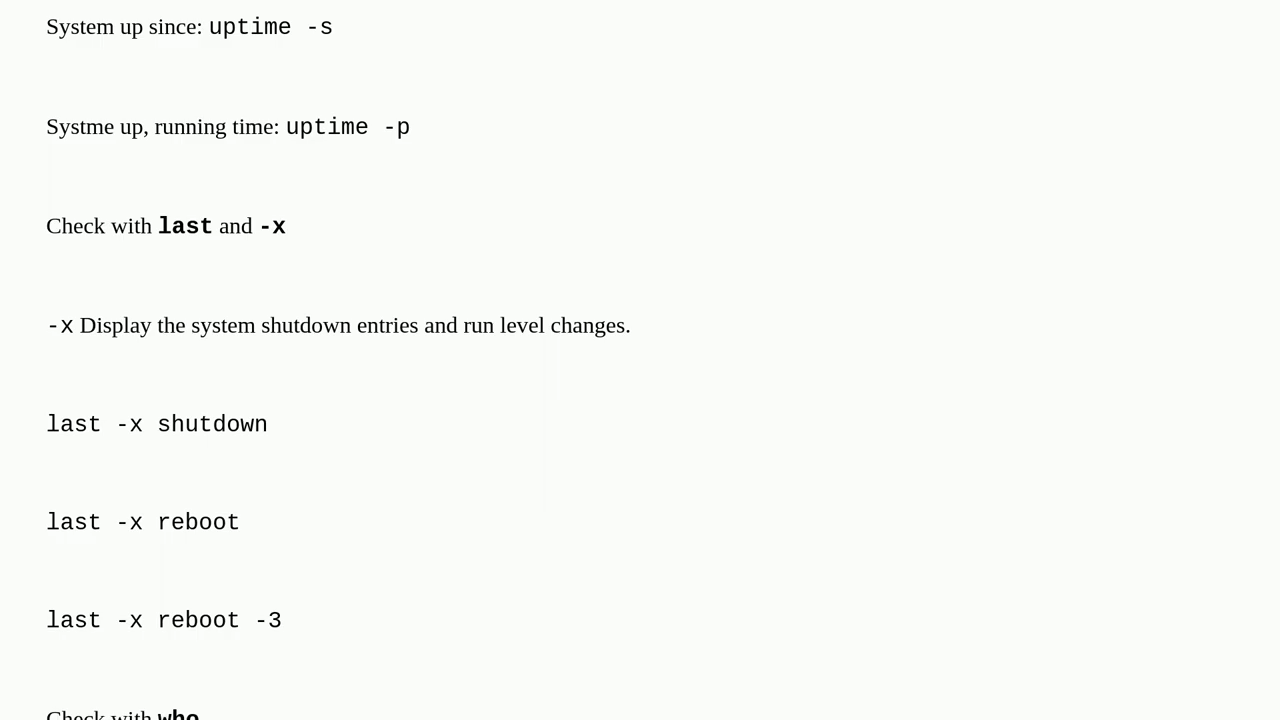 System up since: uptime -s
Systme up, running time: uptime -p
Check with last and -x
-x Display the system shutdown entries and run level changes.
last -x shutdown
last -x reboot
last -x reboot -3
Check with who